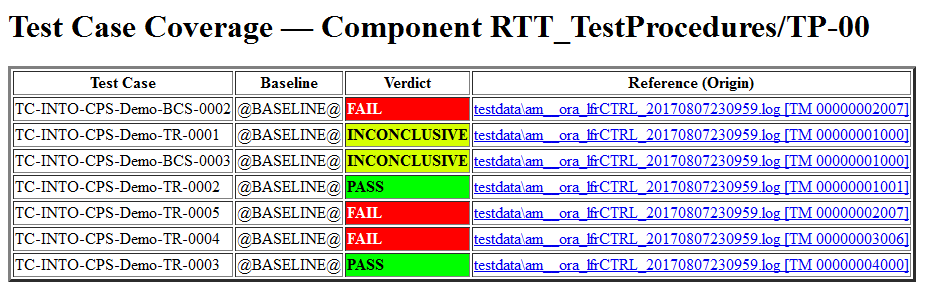 Test Case Coverage — Component RTT_TestProcedures/TP-00
Test Case Baseline Verdict Reference (Origin)
TC-INTO-CPS-Demo-BCS-0002 @BASELINE@ FAIL testdata\am__ora_lfrCTRL_20170807230959.log [TM 00000002007]
TC-INTO-CPS-Demo-TR-0001 @BASELINE@ INCONCLUSIVE testdata\am__ora_lfrCTRL_20170807230959.log [TM 00000001000]
TC-INTO-CPS-Demo-BCS-0003 @BASELINE@ INCONCLUSIVE testdata\am__ora_lfrCTRL_20170807230959.log [TM 00000001000]
TC-INTO-CPS-Demo-TR-0002 @BASELINE@ PASS testdata\am__ora_lfrCTRL_20170807230959.log [TM 00000001001]
TC-INTO-CPS-Demo-TR-0005 @BASELINE@ FAIL testdata\am__ora_lfrCTRL_20170807230959.log [TM 00000002007]
TC-INTO-CPS-Demo-TR-0004 @BASELINE@ FAIL testdata\am__ora_lfrCTRL_20170807230959.log [TM 00000003006]
TC-INTO-CPS-Demo-TR-0003 @BASELINE@ PASS testdata\am__ora_lfrCTRL_20170807230959.log [TM 00000004000]